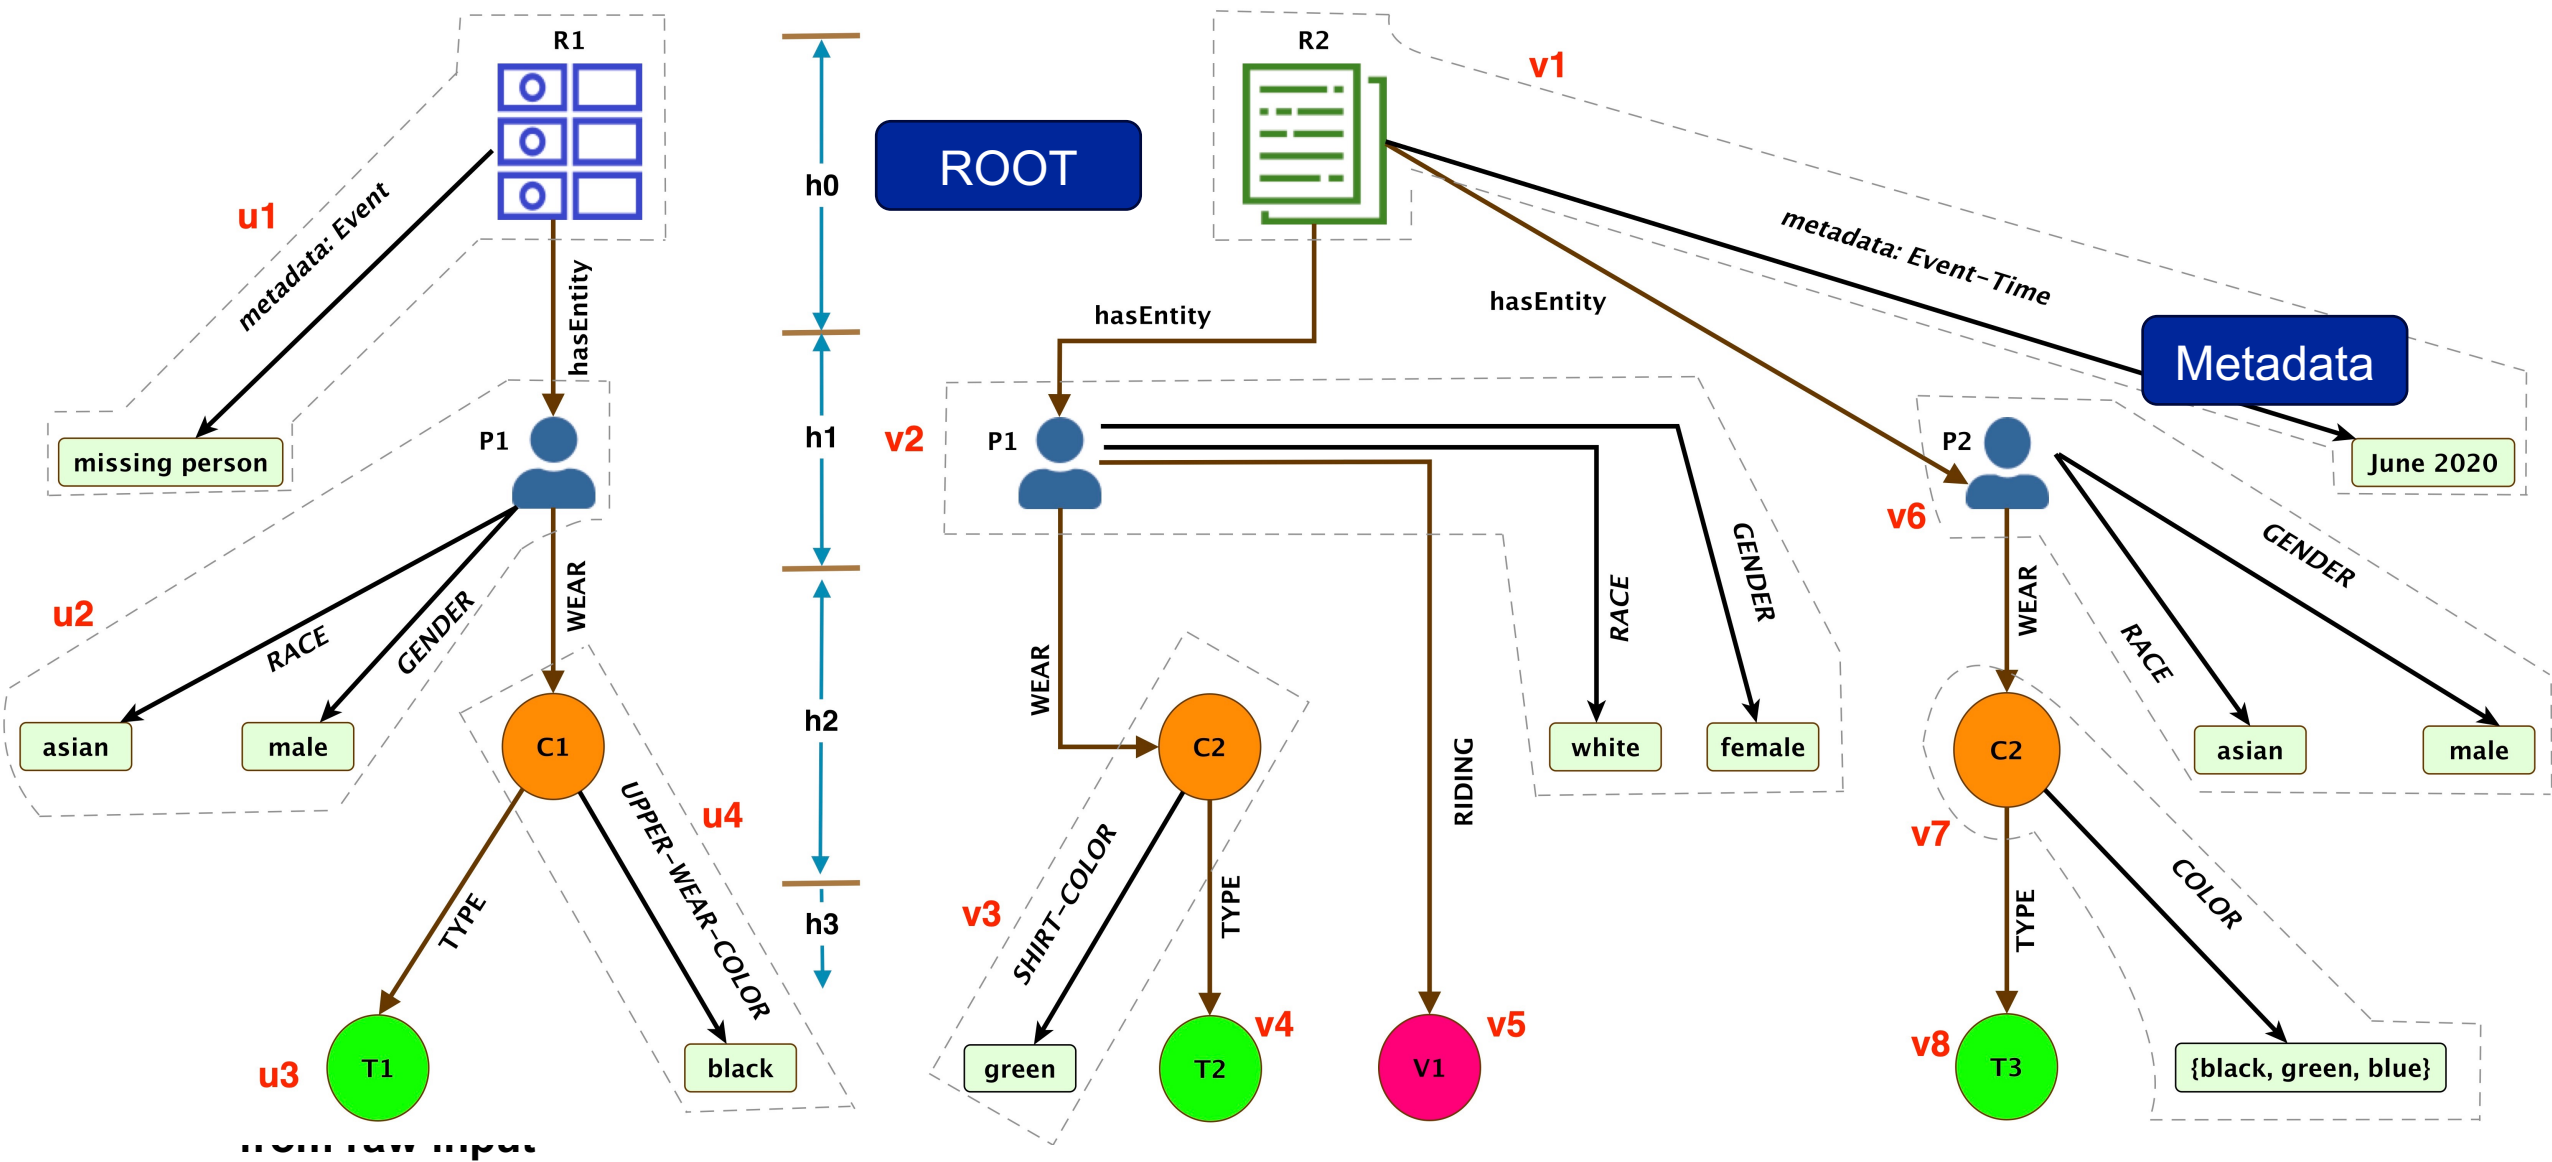 R1
R2
v1
ROOT
h0
u1
metadata: Event
hasEntity
metadata: Event-Time
hasEntity
hasEntity
Metadata
missing person
P1
h1
v2
P1
P2
June 2020
v6
u2
RACE
GENDER
WEAR
WEAR
RACE
GENDER
WEAR
RACE
GENDER
asian
male
C1
h2
C2
RIDING
white
female
C2
asian
male
u4
UPPER-WEAR-COLOR
TYPE
h3
v3
SHIRT-COLOR
TYPE
v7
TYPE
COLOR
u3
T1
black
green
T2
v4
V1
v5
v8
T3
{black, green, blue}
from raw input